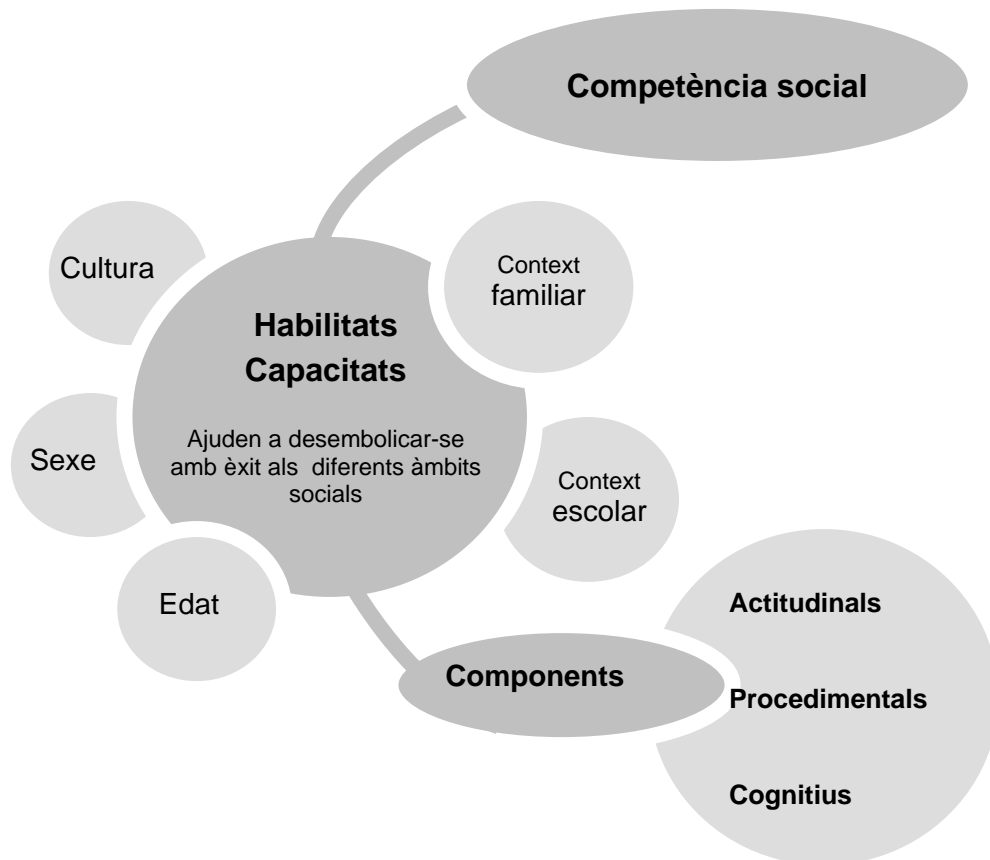 Competència social
Cultura
Context
familiar
Habilitats
Capacitats
Ajuden a desembolicar-se
amb èxit als  diferents àmbits
socials
Sexe
Context
escolar
Edat
Components
Actitudinals
Procedimentals
Cognitius